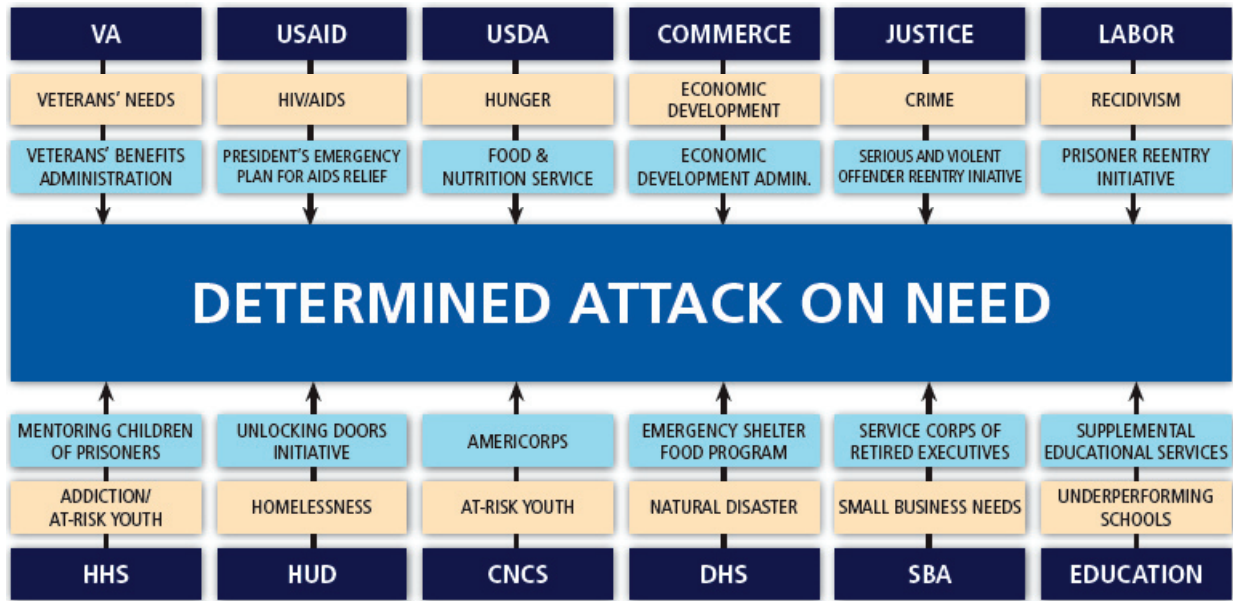 VA
USAID
USDA
COMMERCE
JUSTICE
LABOR
VETERANS' NEEDS
HIV/AIDS
HUNGER
ECONOMIC
DEVELOPMENT
CRIME
RECIDIVISM
VETERANS' BENEFITS
ADMINISTRATION
PRESIDENT'S EMERGENCY
PLAN FOR AIDS RELIEF
FOOD &
NUTRITION SERVICE
ECONOMIC
DEVELOPMENT ADMIN.
SERIOUS AND VIOLENT
OFFENDER REENTRY INIATIVE
PRISONER REENTRY
INITIATIVE
DETERMINED ATTACK ON NEED
MENTORING CHILDREN
OF PRISONERS
UNLOCKING DOORS
INITIATIVE
AMERICORPS
EMERGENCY SHELTER
FOOD PROGRAM
SERVICE CORPS OF
RETIRED EXECUTIVES
SUPPLEMENTAL
EDUCATIONAL SERVICES
ADDICTION/
AT-RISK YOUTH
HOMELESSNESS
AT-RISK YOUTH
NATURAL DISASTER
SMALL BUSINESS NEEDS
UNDERPERFORMING
SCHOOLS
HHS
HUD
CNCS
DHS
SBA
EDUCATION